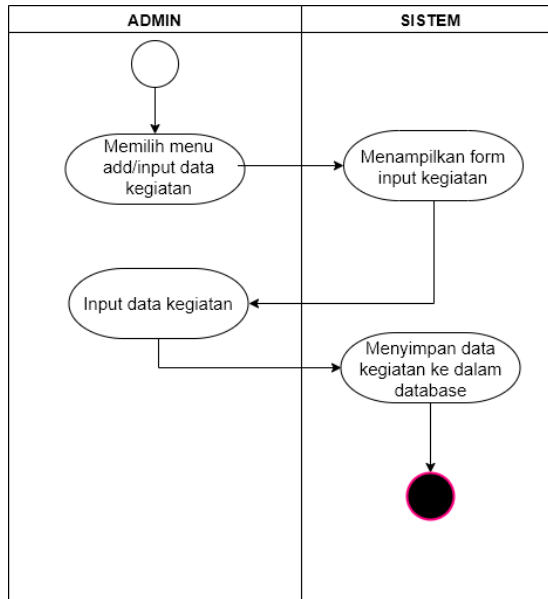 ADMIN
SISTEM
Memilih menu
add/input data
kegiatan
Menampilkan form
input kegiatan
Input data kegiatan
Menyimpan data
kegiatan ke dalam
database